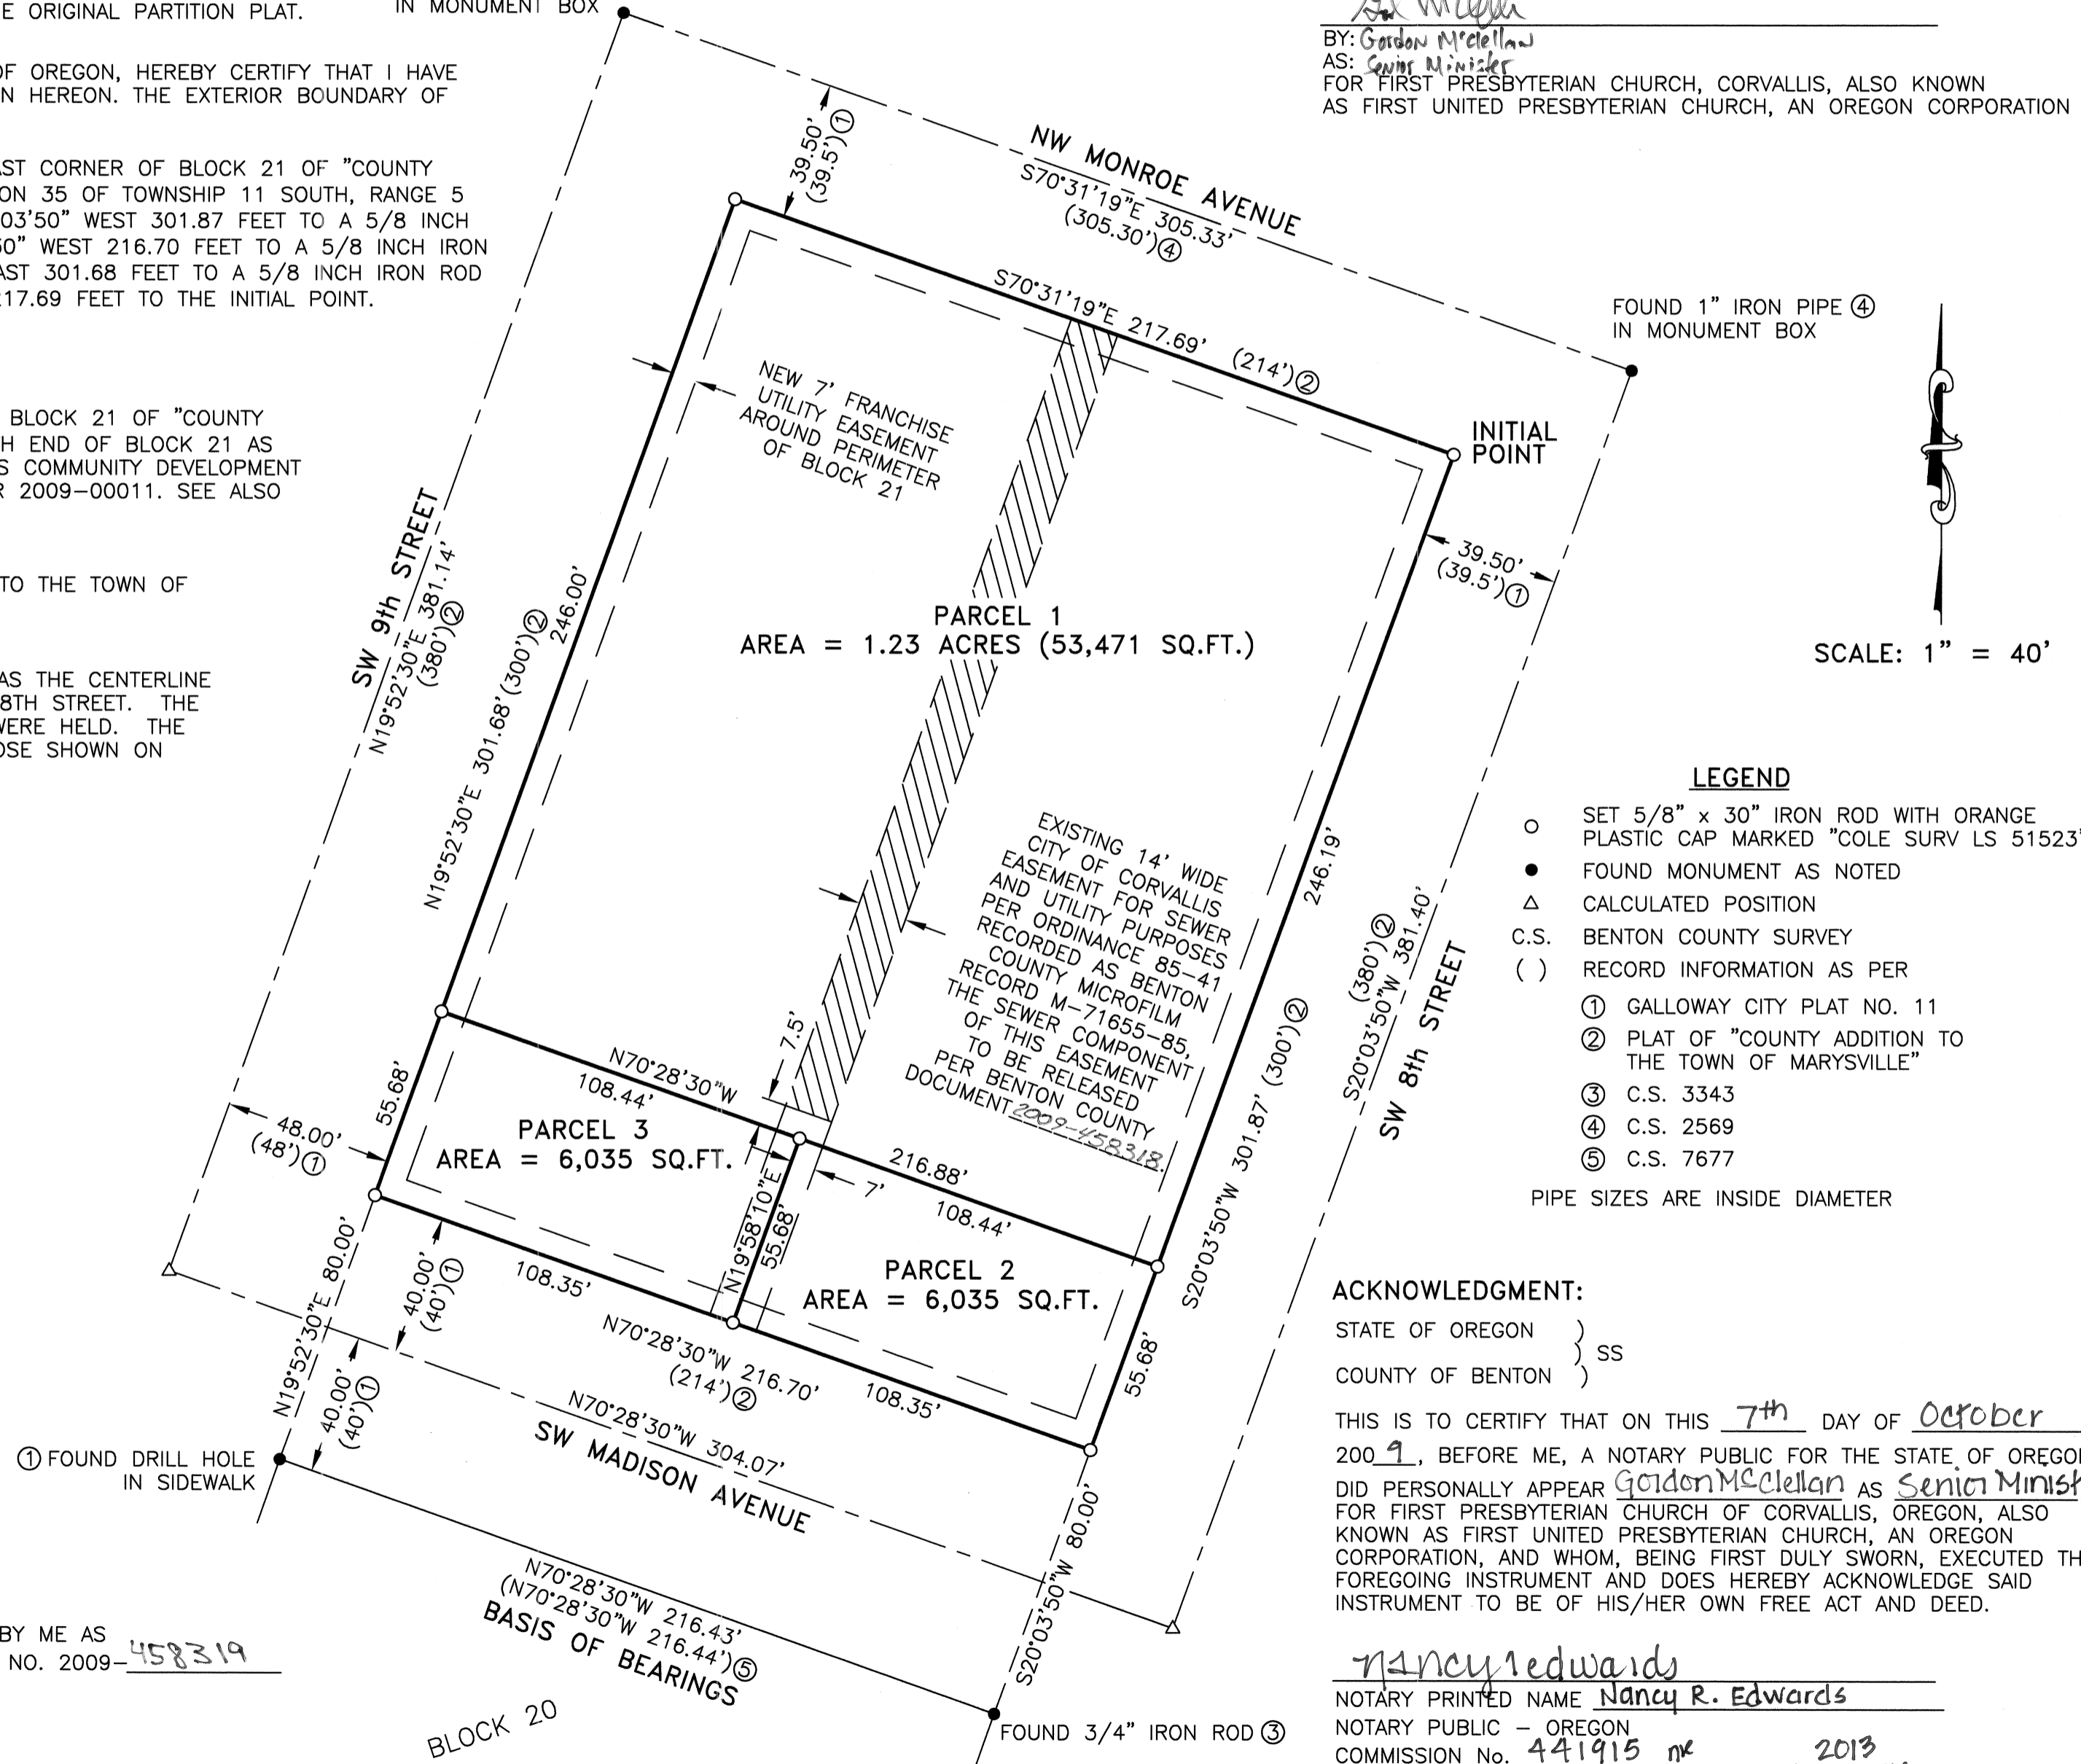 E ORIGINAL PARTITION PLAT.
OF OREGON, HEREBY CERTIFY THAT I HAVE
N HEREON. THE EXTERIOR BOUNDARY OF
AST CORNER OF BLOCK 21 OF "COUNTY
ON 35 OF TOWNSHIP 11 SOUTH, RANGE 5
03'50" WEST 301.87 FEET TO A 5/8 INCH
50" WEST 216.70 FEET TO A 5/8 INCH IRON
AST 301.68 FEET TO A 5/8 INCH IRON ROD
217.69 FEET TO THE INITIAL POINT.
BLOCK 21 OF "COUNTY
H END OF BLOCK 21 AS
S COMMUNITY DEVELOPMENT
R 2009-00011. SEE ALSO
TO THE TOWN OF
AS THE CENTERLINE
8TH STREET. THE
WERE HELD. THE
OSE SHOWN ON
IN MONUMENT BOX
BY: Gordon McClellan
AS: Senior Minister
FOR FIRST PRESBYTERIAN CHURCH, CORVALLIS, ALSO KNOWN
AS FIRST UNITED PRESBYTERIAN CHURCH, AN OREGON CORPORATION
39.50'
(39.5')①
NW MONROE AVENUE
S70°31'19"E 305.33'
(305.30')④
S70°31'19"E 217.69' (214')②
FOUND 1" IRON PIPE ④
IN MONUMENT BOX
INITIAL
POINT
NEW 7' FRANCHISE
UTILITY EASEMENT
AROUND PERIMETER
OF BLOCK 21
SW 9th STREET
N19°52'30"E 381.14'
(380')②
N19°52'30"E 301.68' (300')②
246.00'
39.50'
(39.5')①
PARCEL 1
AREA = 1.23 ACRES (53,471 SQ.FT.)
SCALE: 1" = 40'
EXISTING 14' WIDE
CITY OF CORVALLIS
EASEMENT FOR SEWER
AND UTILITY PURPOSES
PER ORDINANCE 85-41
RECORDED AS BENTON
COUNTY MICROFILM
RECORD M-71655-85,
THE SEWER COMPONENT
OF THIS EASEMENT
TO BE RELEASED
PER BENTON COUNTY
DOCUMENT 2009-458318.
246.19'
(380')②
S20°03'50"W 381.40'
SW 8th STREET
S20°03'50"W 301.87' (300')②
LEGEND
SET 5/8" x 30" IRON ROD WITH ORANGE
PLASTIC CAP MARKED "COLE SURV LS 51523"
FOUND MONUMENT AS NOTED
CALCULATED POSITION
C.S. BENTON COUNTY SURVEY
( ) RECORD INFORMATION AS PER
① GALLOWAY CITY PLAT NO. 11
② PLAT OF "COUNTY ADDITION TO
THE TOWN OF MARYSVILLE"
③ C.S. 3343
④ C.S. 2569
⑤ C.S. 7677
PIPE SIZES ARE INSIDE DIAMETER
7.5'
N70°28'30"W
108.44'
55.68'
48.00'
(48')①
PARCEL 3
AREA = 6,035 SQ.FT.
N19°58'10"E
55.68'
7'
216.88'
108.44'
PARCEL 2
AREA = 6,035 SQ.FT.
55.68'
108.35'
N70°28'30"W 216.70'
(214')②
108.35'
40.00'
(40')①
N19°52'30"E 80.00'
40.00'
(40')①
N70°28'30"W 304.07'
SW MADISON AVENUE
① FOUND DRILL HOLE
IN SIDEWALK
N70°28'30"W 216.43'
(N70°28'30"W 216.44')⑤
BASIS OF BEARINGS
S20°03'50"W 80.00'
BLOCK 20
FOUND 3/4" IRON ROD ③
BY ME AS
NO. 2009-458319
ACKNOWLEDGMENT:
STATE OF OREGON )
) SS
COUNTY OF BENTON )
THIS IS TO CERTIFY THAT ON THIS 7th DAY OF October
2009, BEFORE ME, A NOTARY PUBLIC FOR THE STATE OF OREGO
DID PERSONALLY APPEAR Gordon McClellan AS Senior Minist
FOR FIRST PRESBYTERIAN CHURCH OF CORVALLIS, OREGON, ALSO
KNOWN AS FIRST UNITED PRESBYTERIAN CHURCH, AN OREGON
CORPORATION, AND WHOM, BEING FIRST DULY SWORN, EXECUTED TH
FOREGOING INSTRUMENT AND DOES HEREBY ACKNOWLEDGE SAID
INSTRUMENT TO BE OF HIS/HER OWN FREE ACT AND DEED.
nancy r edwards
NOTARY PRINTED NAME Nancy R. Edwards
NOTARY PUBLIC - OREGON
COMMISSION No. 441915 2013